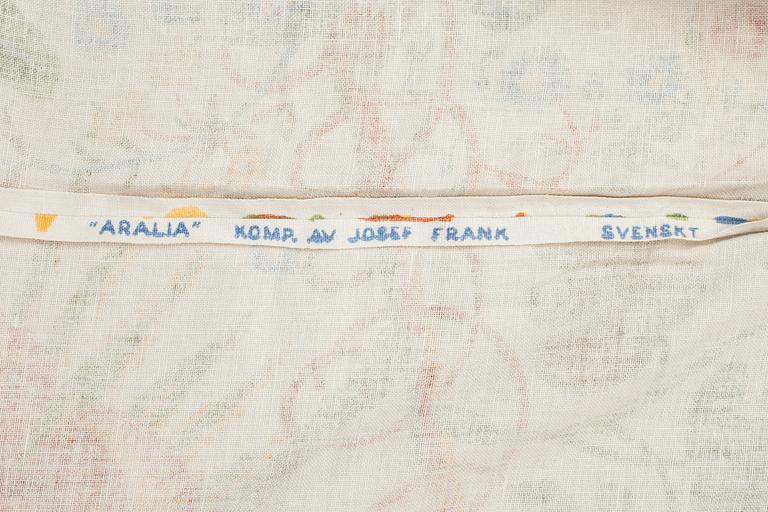 "ARALIA" KOMP. AV JOSEF FRANK SVENSKT